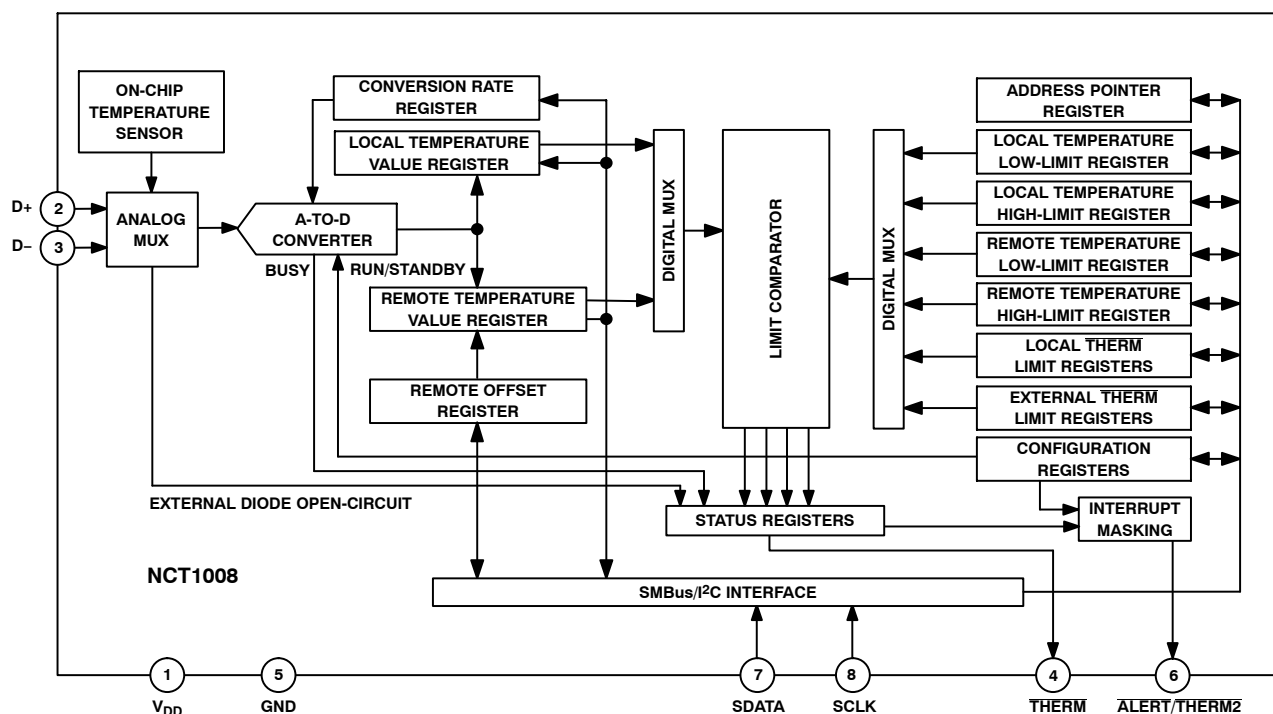 ON-CHIP
TEMPERATURE
SENSOR
CONVERSION RATE
REGISTER
LOCAL TEMPERATURE
VALUE REGISTER
D+
2
D–
3
ANALOG
MUX
A-TO-D
CONVERTER
BUSY
RUN/STANDBY
REMOTE TEMPERATURE
VALUE REGISTER
REMOTE OFFSET
REGISTER
DIGITAL MUX
LIMIT COMPARATOR
DIGITAL MUX
ADDRESS POINTER
REGISTER
LOCAL TEMPERATURE
LOW-LIMIT REGISTER
LOCAL TEMPERATURE
HIGH-LIMIT REGISTER
REMOTE TEMPERATURE
LOW-LIMIT REGISTER
REMOTE TEMPERATURE
HIGH-LIMIT REGISTER
LOCAL THERM
LIMIT REGISTERS
EXTERNAL THERM
LIMIT REGISTERS
CONFIGURATION
REGISTERS
EXTERNAL DIODE OPEN-CIRCUIT
STATUS REGISTERS
INTERRUPT
MASKING
NCT1008
SMBus/I²C INTERFACE
1
5
7
8
4
6
VDD
GND
SDATA
SCLK
THERM
ALERT/THERM2